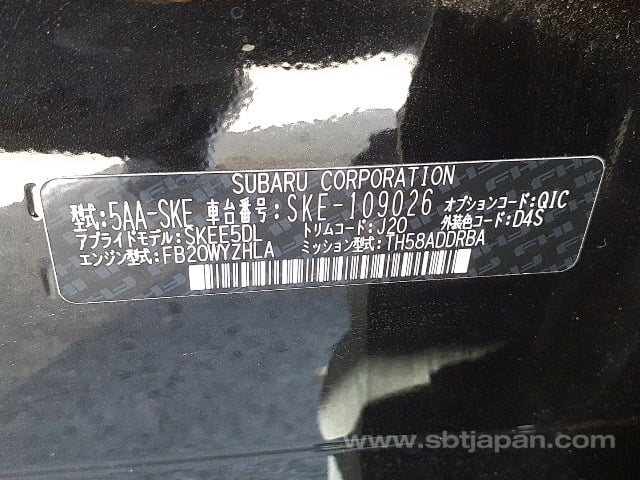 SUBARU CORPORATION
型式:5AA-SKE 車台番号:SKE-109026 オプションコード:QIC
アプライドモデル:SKEE5DL トリムコード:J20 外装色コード:D4S
エンジン型式:FB20WYZHLA ミッション型式:TH58ADDRBA
www.sbtjapan.com